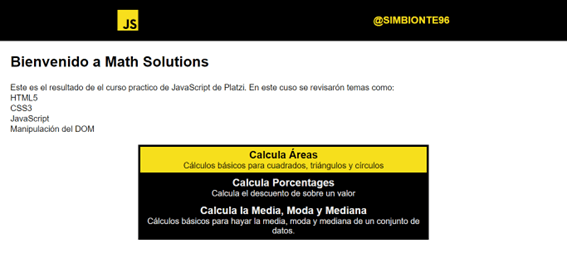 JS
@SIMBIONTE96
Bienvenido a Math Solutions
Este es el resultado de el curso practico de JavaScript de Platzi. En este cuso se revisarón temas como:
HTML5
CSS3
JavaScript
Manipulación del DOM
Calcula Áreas
Cálculos básicos para cuadrados, triángulos y círculos
Calcula Porcentages
Calcula el descuento de sobre un valor
Calcula la Media, Moda y Mediana
Cálculos básicos para hayar la media, moda y mediana de un conjunto de
datos.